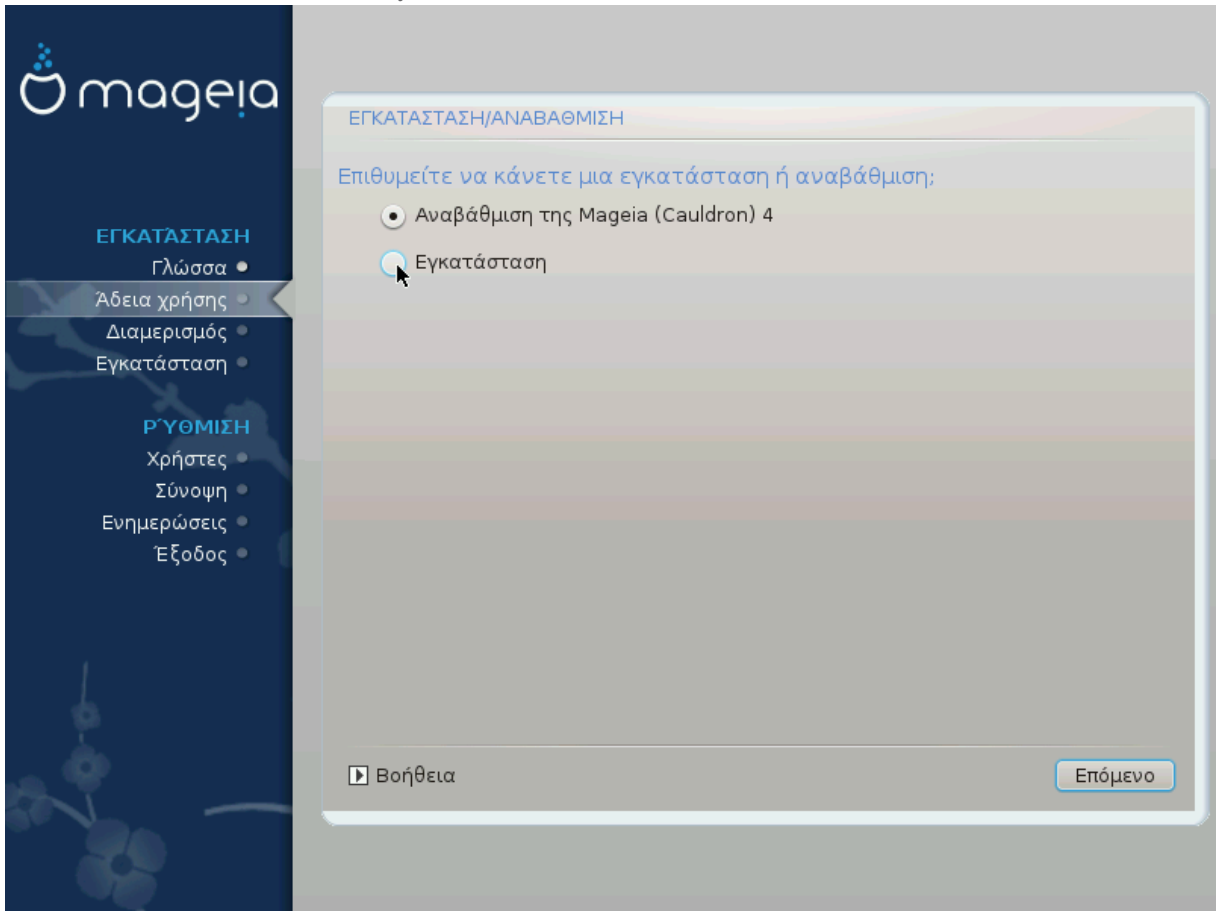 mageia
ΕΓΚΑΤΆΣΤΑΣΗ
Γλώσσα
Άδεια χρήσης
Διαμερισμός
Εγκατάσταση
ΡΎΘΜΙΣΗ
Χρήστες
Σύνοψη
Ενημερώσεις
Έξοδος
ΕΓΚΑΤΑΣΤΑΣΗ/ΑΝΑΒΑΘΜΙΣΗ
Επιθυμείτε να κάνετε μια εγκατάσταση ή αναβάθμιση;
Αναβάθμιση της Mageia (Cauldron) 4
Εγκατάσταση
Βοήθεια
Επόμενο